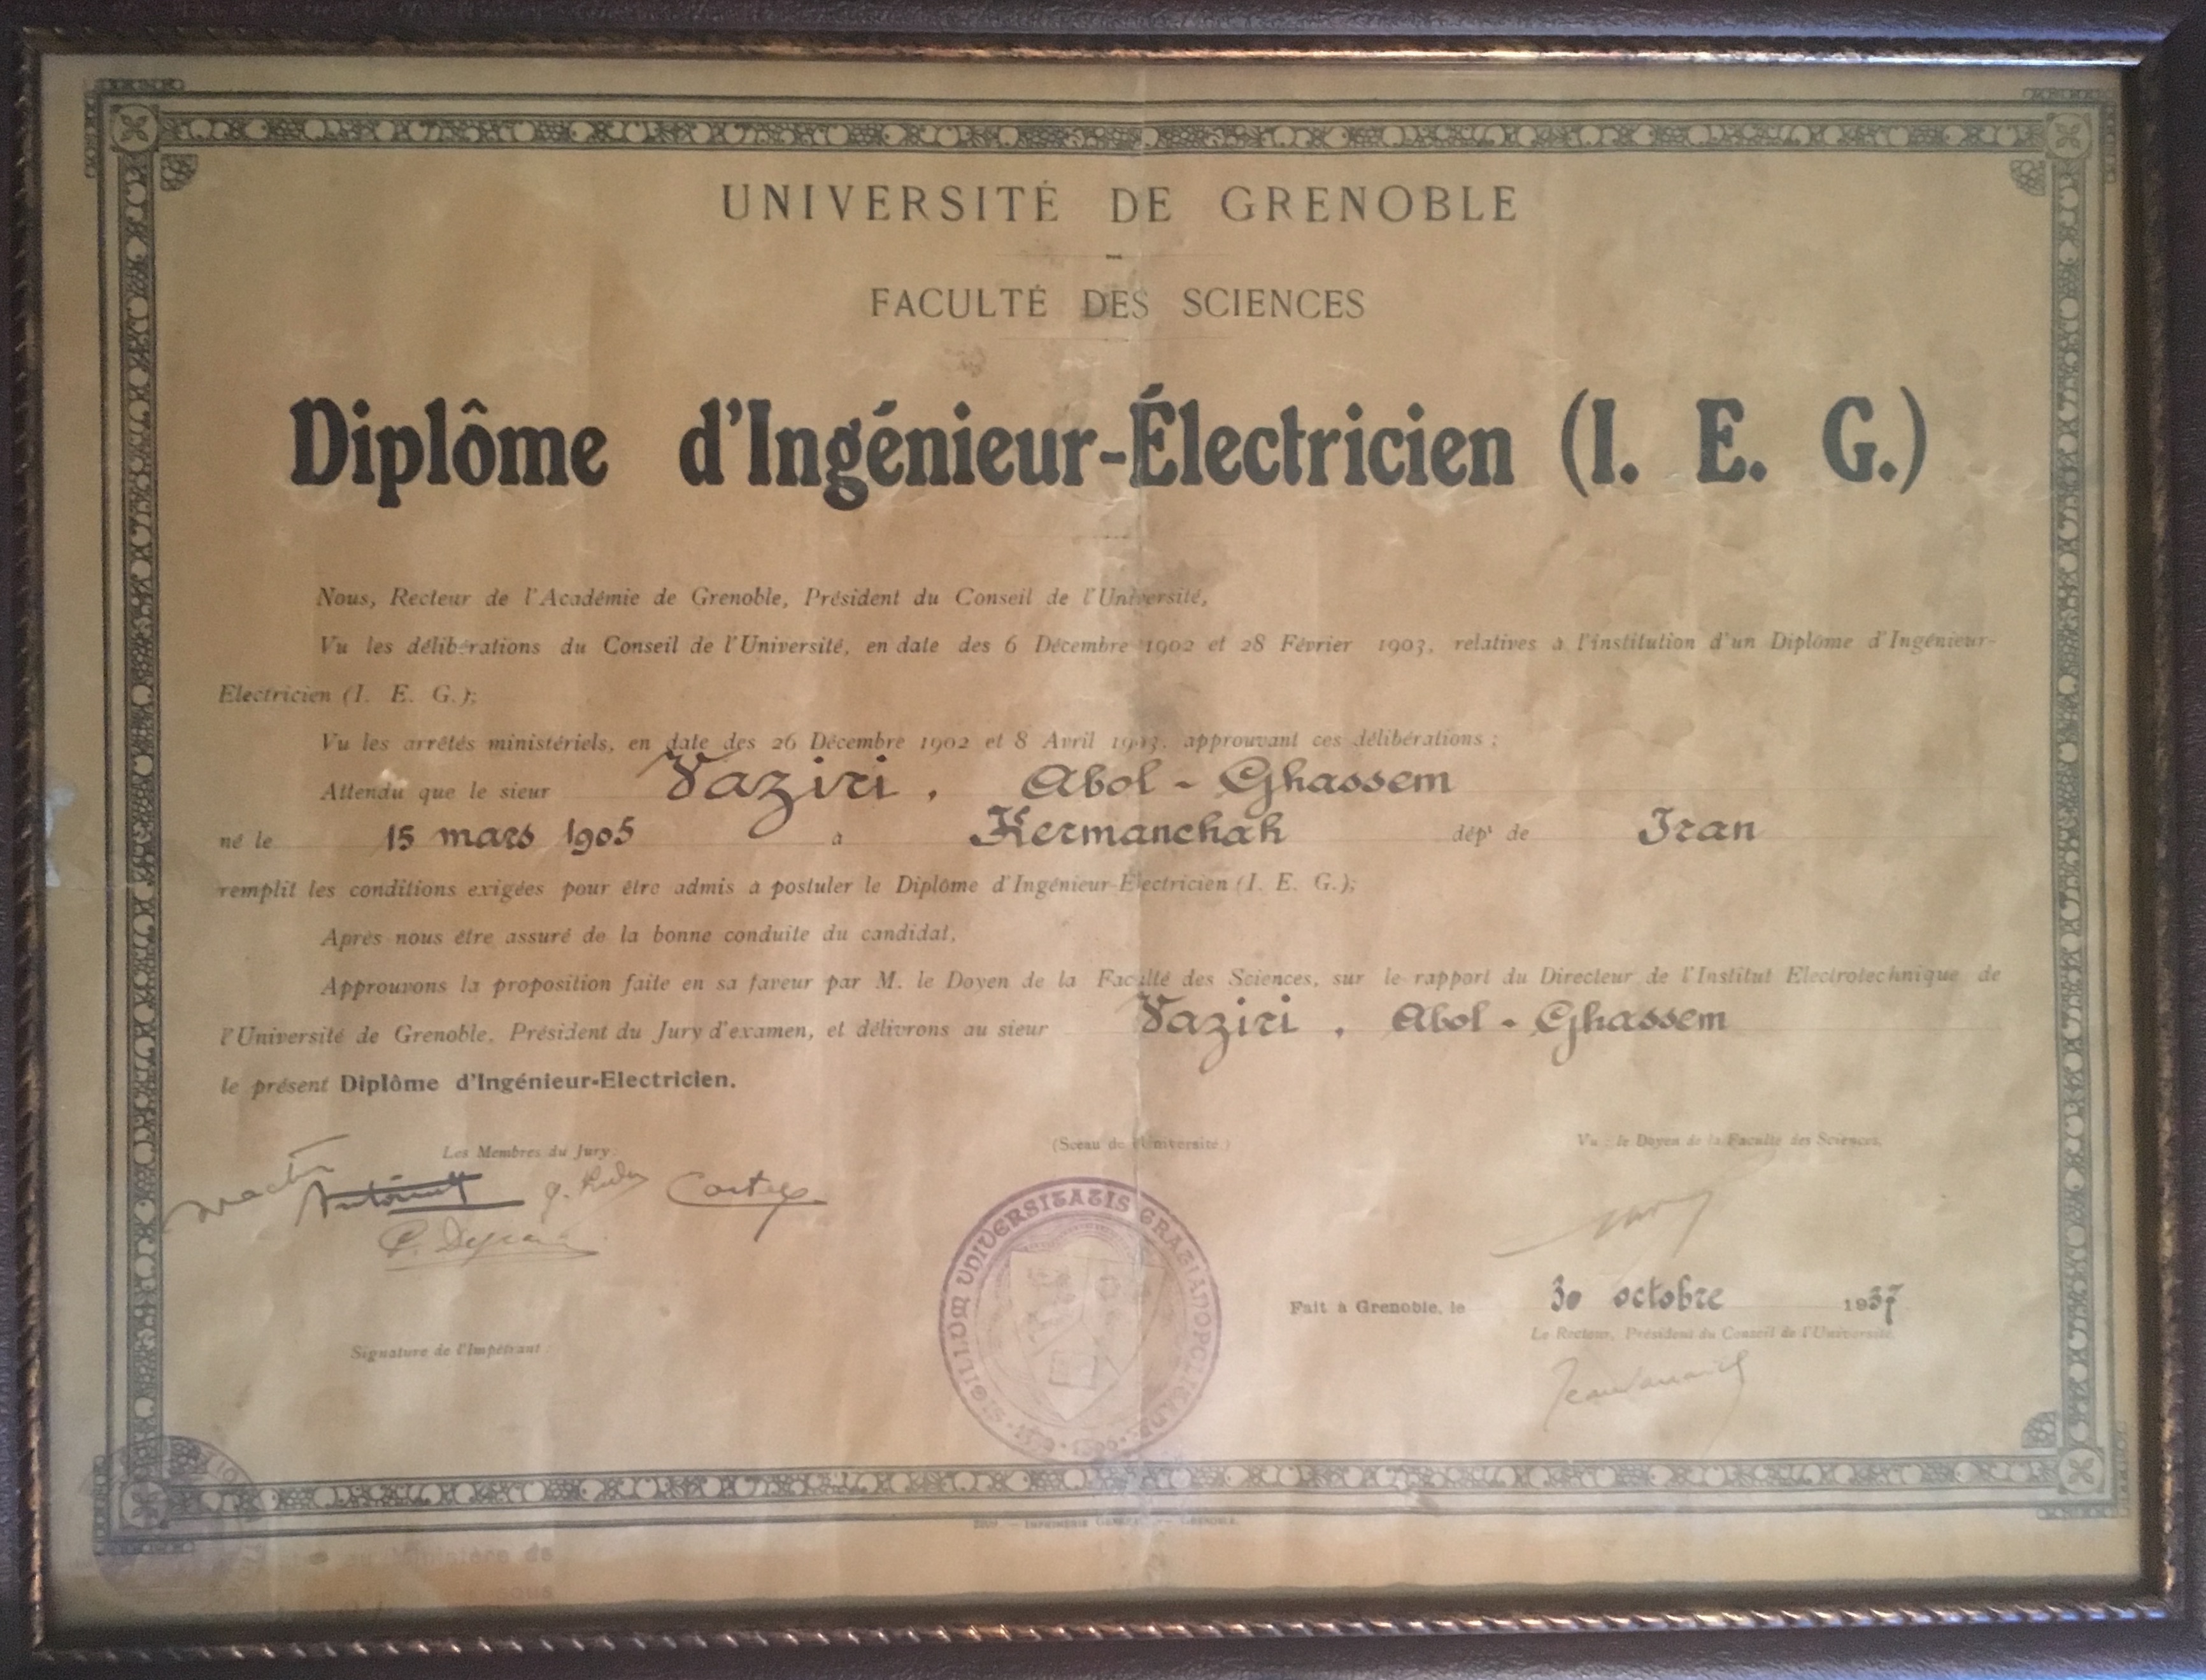 UNIVERSITÉ DE GRENOBLE
FACULTÉ DES SCIENCES
Diplôme d'Ingénieur-Électricien (I. E. G.)
Nous, Recteur de l'Académie de Grenoble, Président du Conseil de l'Université,
Vu les délibérations du Conseil de l'Université, en date des 6 Décembre 1902 et 28 Février 1903, relatives à l'institution d'un Diplôme d'Ingénieur-
Electricien (I. E. G.);
Vu les arrêtés ministériels, en date des 26 Décembre 1902 et 8 Avril 1903, approuvant ces délibérations ;
Attendu que le sieur Vaziri, Abol-Ghassem
né le 15 mars 1905 à Kermanchah dépt de Iran
remplit les conditions exigées pour être admis à postuler le Diplôme d'Ingénieur-Electricien (I. E. G.);
Après nous être assuré de la bonne conduite du candidat,
Approuvons la proposition faite en sa faveur par M. le Doyen de la Faculté des Sciences, sur le rapport du Directeur de l'Institut Electrotechnique de
l'Université de Grenoble, Président du Jury d'examen, et délivrons au sieur Vaziri, Abol-Ghassem
le présent Diplôme d'Ingénieur-Electricien.
Les Membres du Jury:
(Sceau de l'Université.)
Vu : le Doyen de la Faculté des Sciences,
SIGILLUM UNIVERSITATIS GRATIANOPOLITANAE
Fait à Grenoble, le 30 octobre 1937
Le Recteur, Président du Conseil de l'Université,
Signature de l'Impétrant :
au Ministère de